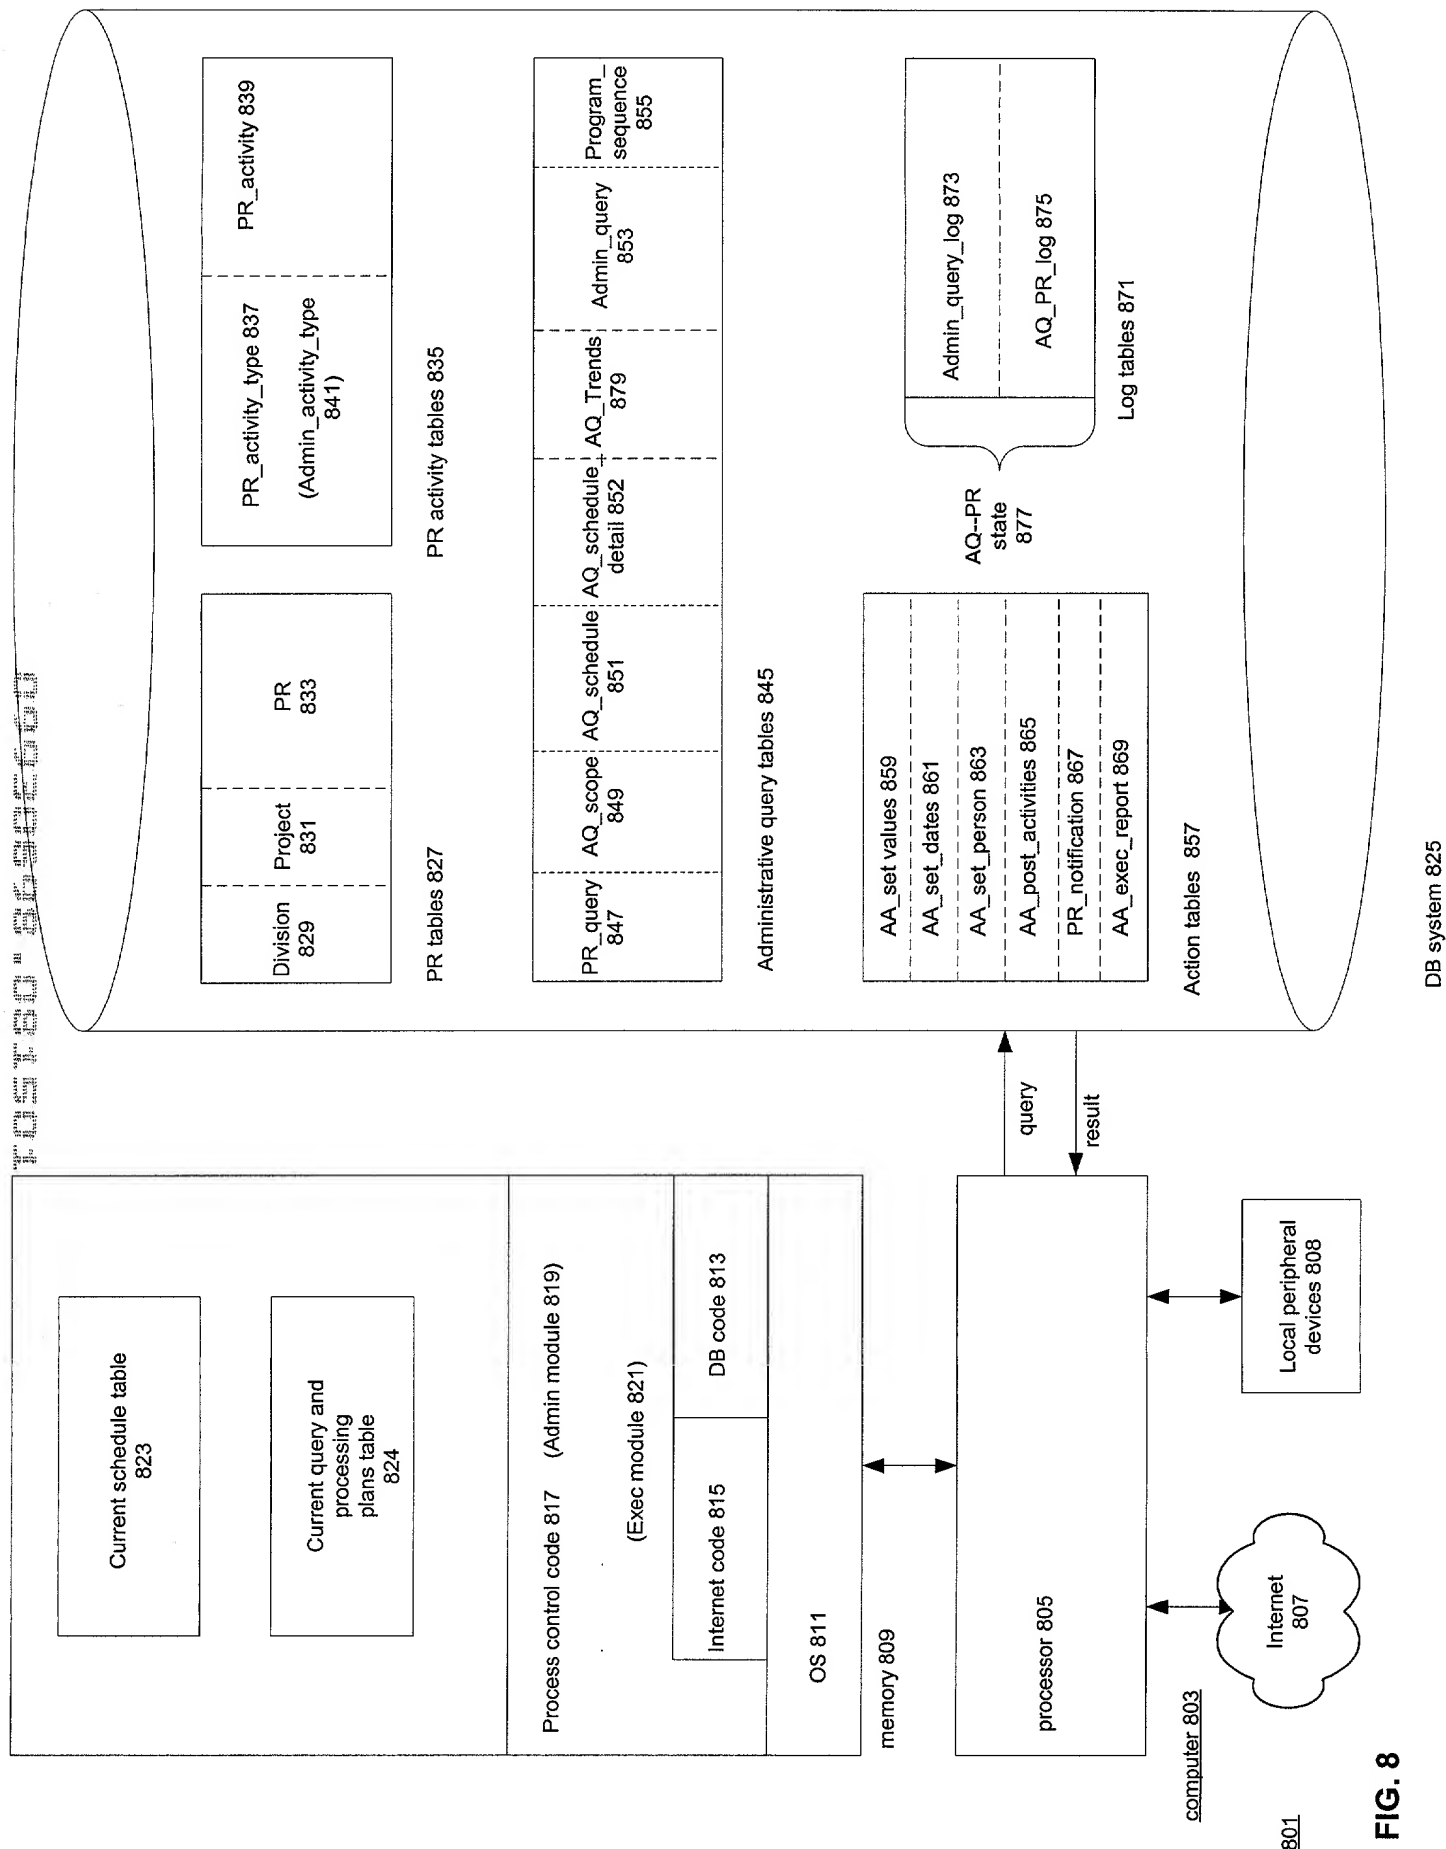 Current schedule table
823
Current query and
processing
plans table
824
Process control code 817 (Admin module 819)
(Exec module 821)
Internet code 815
DB code 813
OS 811
memory 809
processor 805
query
result
Local peripheral
devices 808
Internet
807
computer 803
801
Division
829
Project
831
PR
833
PR tables 827
PR_activity_type 837
(Admin_activity_type
841)
PR_activity 839
PR activity tables 835
PR_query
847
AQ_scope
849
AQ_schedule
851
AQ_schedule_
detail 852
AQ_Trends
879
Admin_query
853
Program_
sequence
855
Administrative query tables 845
AA_set values 859
AA_set_dates 861
AA_set_person 863
AA_post_activities 865
PR_notification 867
AA_exec_report 869
Action tables 857
AQ--PR
state
877
Admin_query_log 873
AQ_PR_log 875
Log tables 871
DB system 825
FIG. 8